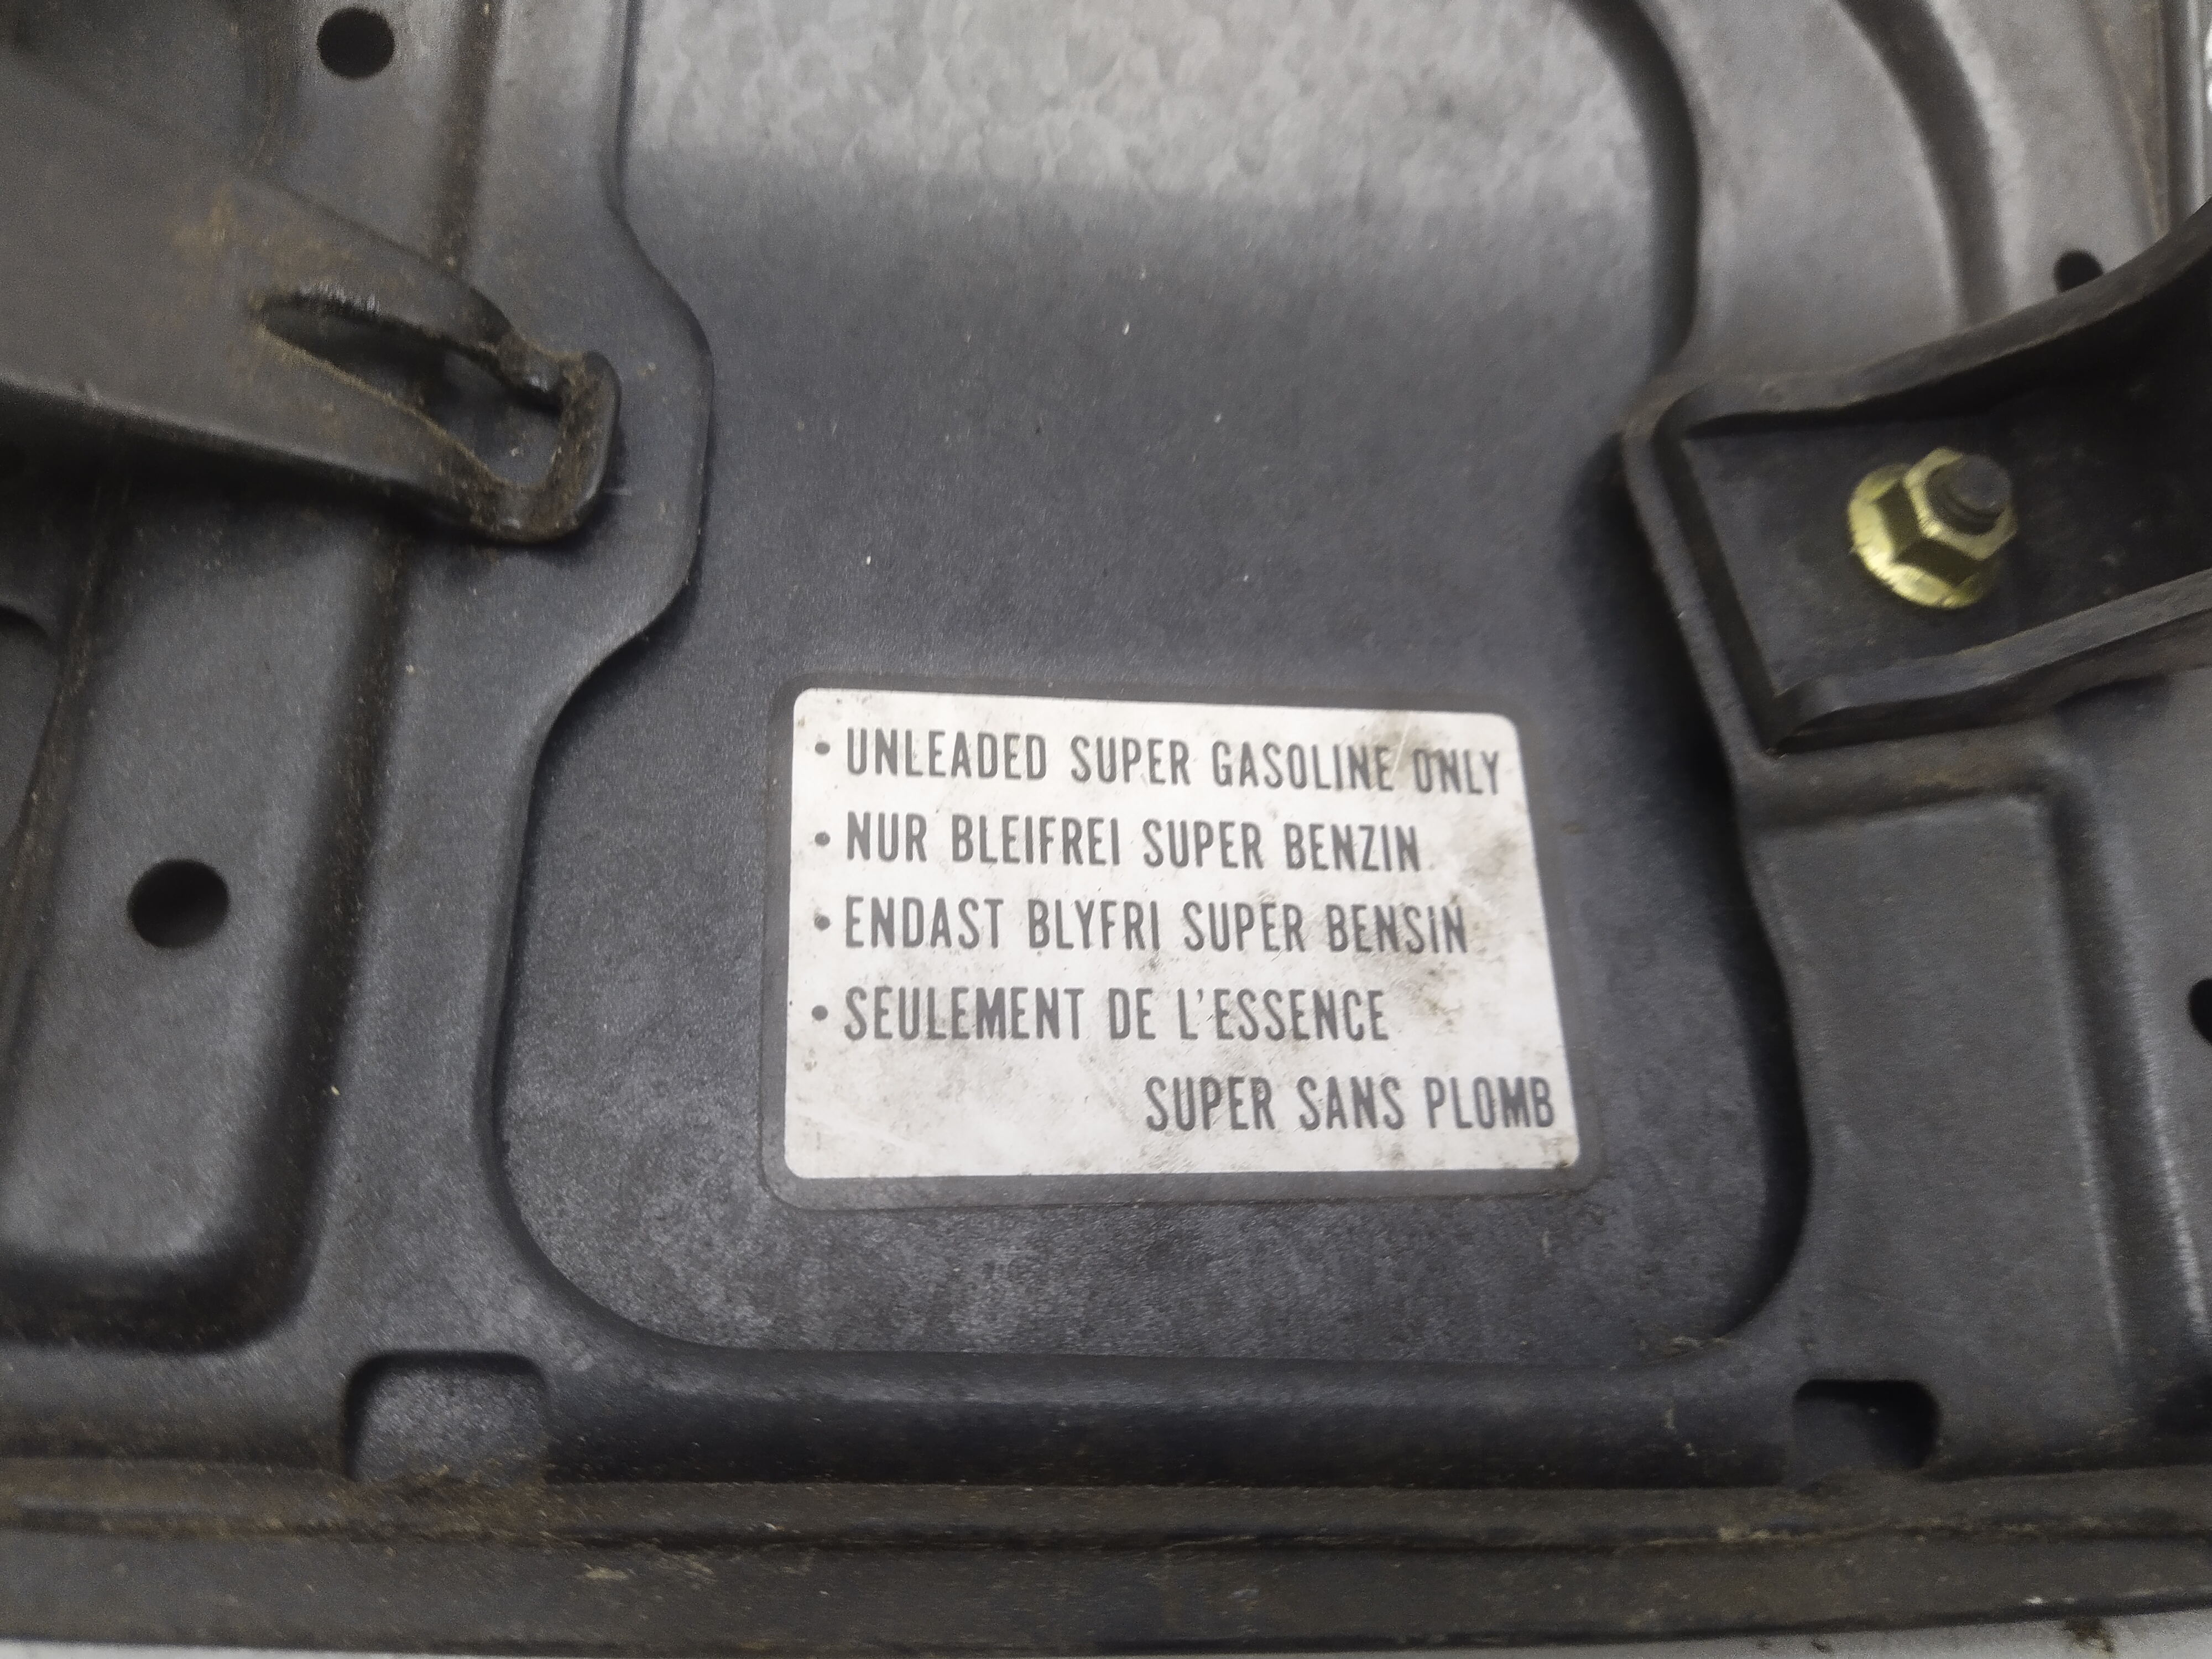 • UNLEADED SUPER GASOLINE ONLY
• NUR BLEIFREI SUPER BENZIN
• ENDAST BLYFRI SUPER BENSIN
• SEULEMENT DE L'ESSENCE
SUPER SANS PLOMB